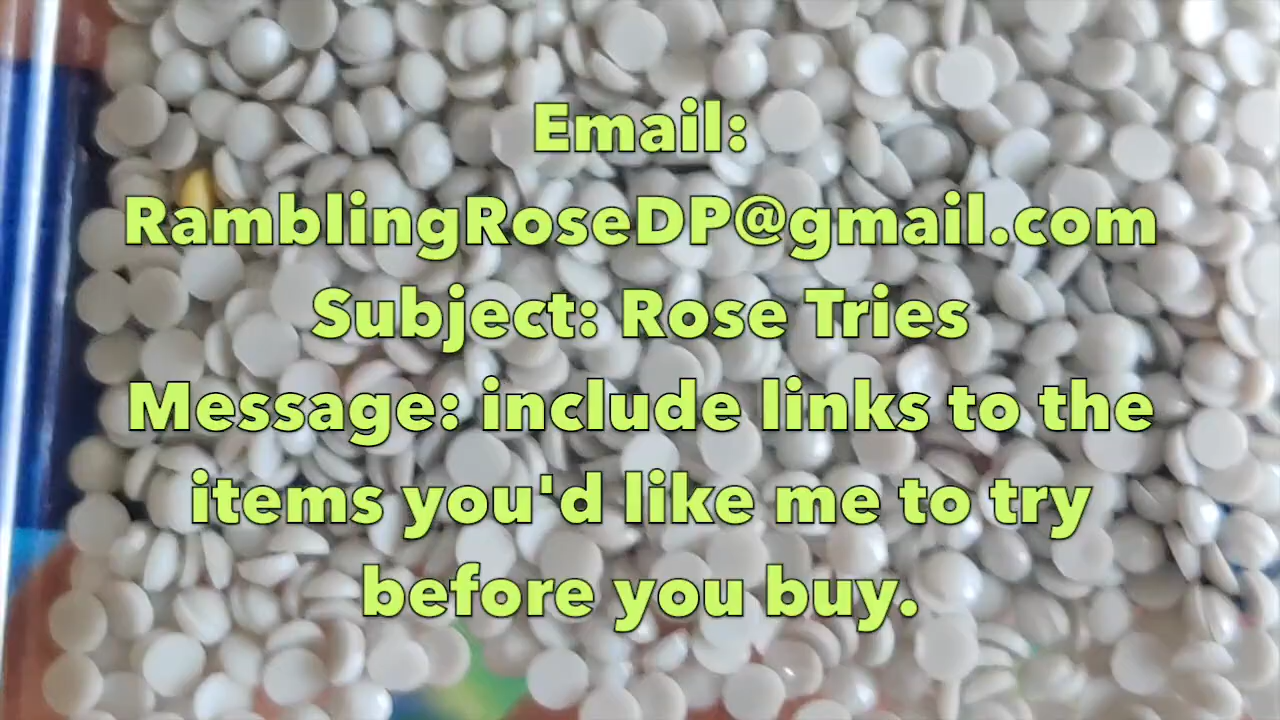 Email:
RamblingRoseDP@gmail.com
Subject: Rose Tries
Message: include links to the
items you'd like me to try
before you buy.